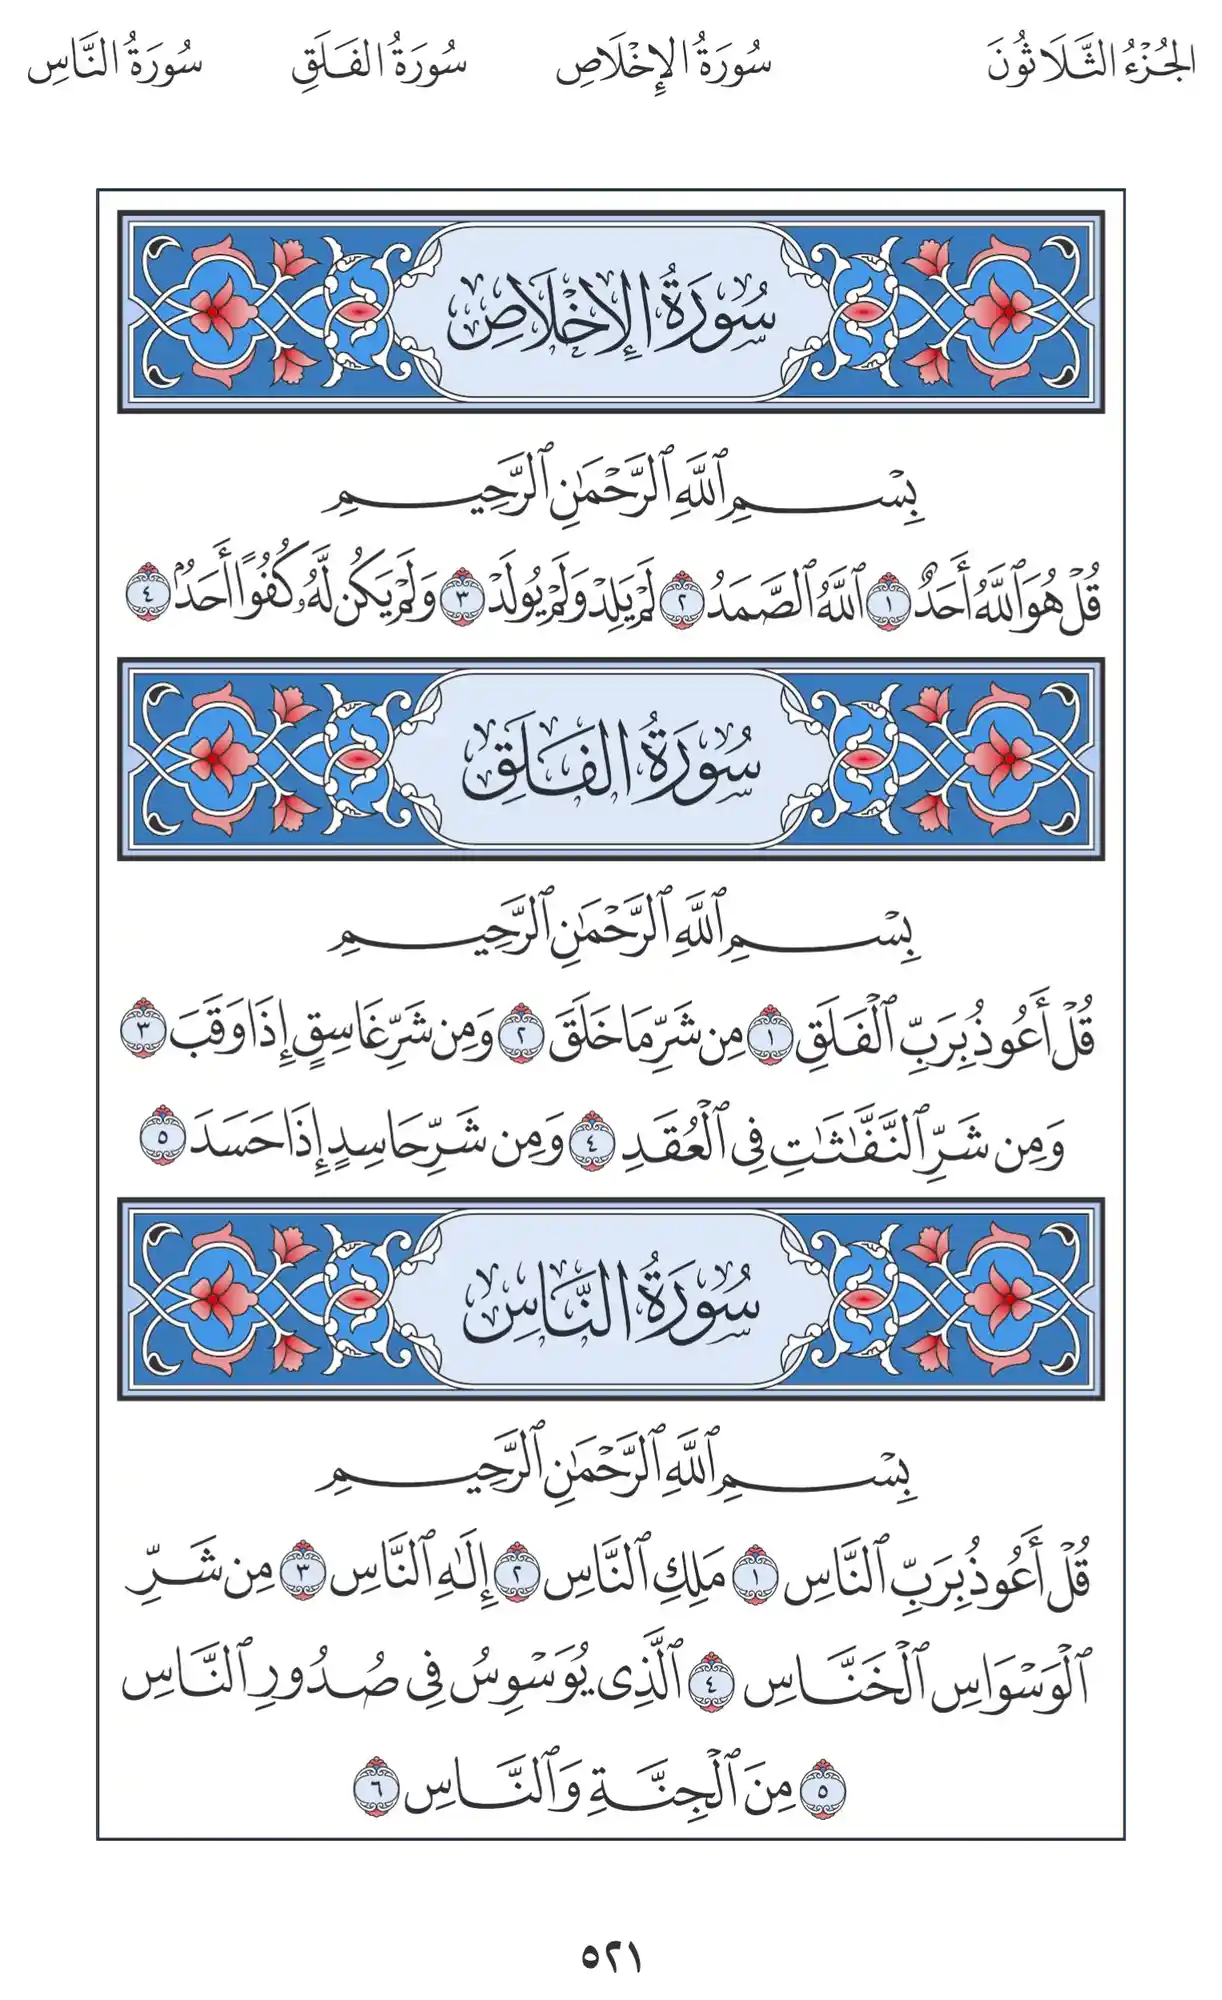 الجُزْءُ الثَّلَاثُونَ سُورَةُ الإِخْلَاصِ سُورَةُ الفَلَقِ سُورَةُ النَّاسِ
سُورَةُ الإِخْلَاصِ
بِسْمِ ٱللَّهِ ٱلرَّحْمَٰنِ ٱلرَّحِيمِ
قُلْ هُوَ ٱللَّهُ أَحَدٌ ١ ٱللَّهُ ٱلصَّمَدُ ٢ لَمْ يَلِدْ وَلَمْ يُولَدْ ٣ وَلَمْ يَكُن لَّهُۥ كُفُوًا أَحَدُۢ ٤
سُورَةُ الفَلَقِ
بِسْمِ ٱللَّهِ ٱلرَّحْمَٰنِ ٱلرَّحِيمِ
قُلْ أَعُوذُ بِرَبِّ ٱلْفَلَقِ ١ مِن شَرِّ مَا خَلَقَ ٢ وَمِن شَرِّ غَاسِقٍ إِذَا وَقَبَ ٣
وَمِن شَرِّ ٱلنَّفَّٰثَٰتِ فِى ٱلْعُقَدِ ٤ وَمِن شَرِّ حَاسِدٍ إِذَا حَسَدَ ٥
سُورَةُ النَّاسِ
بِسْمِ ٱللَّهِ ٱلرَّحْمَٰنِ ٱلرَّحِيمِ
قُلْ أَعُوذُ بِرَبِّ ٱلنَّاسِ ١ مَلِكِ ٱلنَّاسِ ٢ إِلَٰهِ ٱلنَّاسِ ٣ مِن شَرِّ
ٱلْوَسْوَاسِ ٱلْخَنَّاسِ ٤ ٱلَّذِى يُوَسْوِسُ فِى صُدُورِ ٱلنَّاسِ
٥ مِنَ ٱلْجِنَّةِ وَٱلنَّاسِ ٦
٥٢١